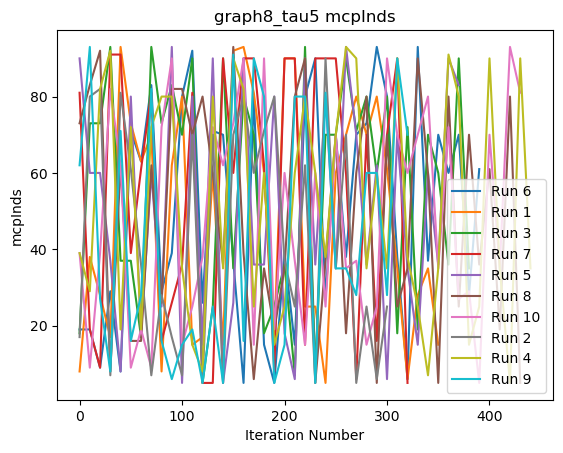 graph8_tau5 mcpInds
mcpInds
80
60
40
20
0
100
200
300
400
Iteration Number
Run 6
Run 1
Run 3
Run 7
Run 5
Run 8
Run 10
Run 2
Run 4
Run 9